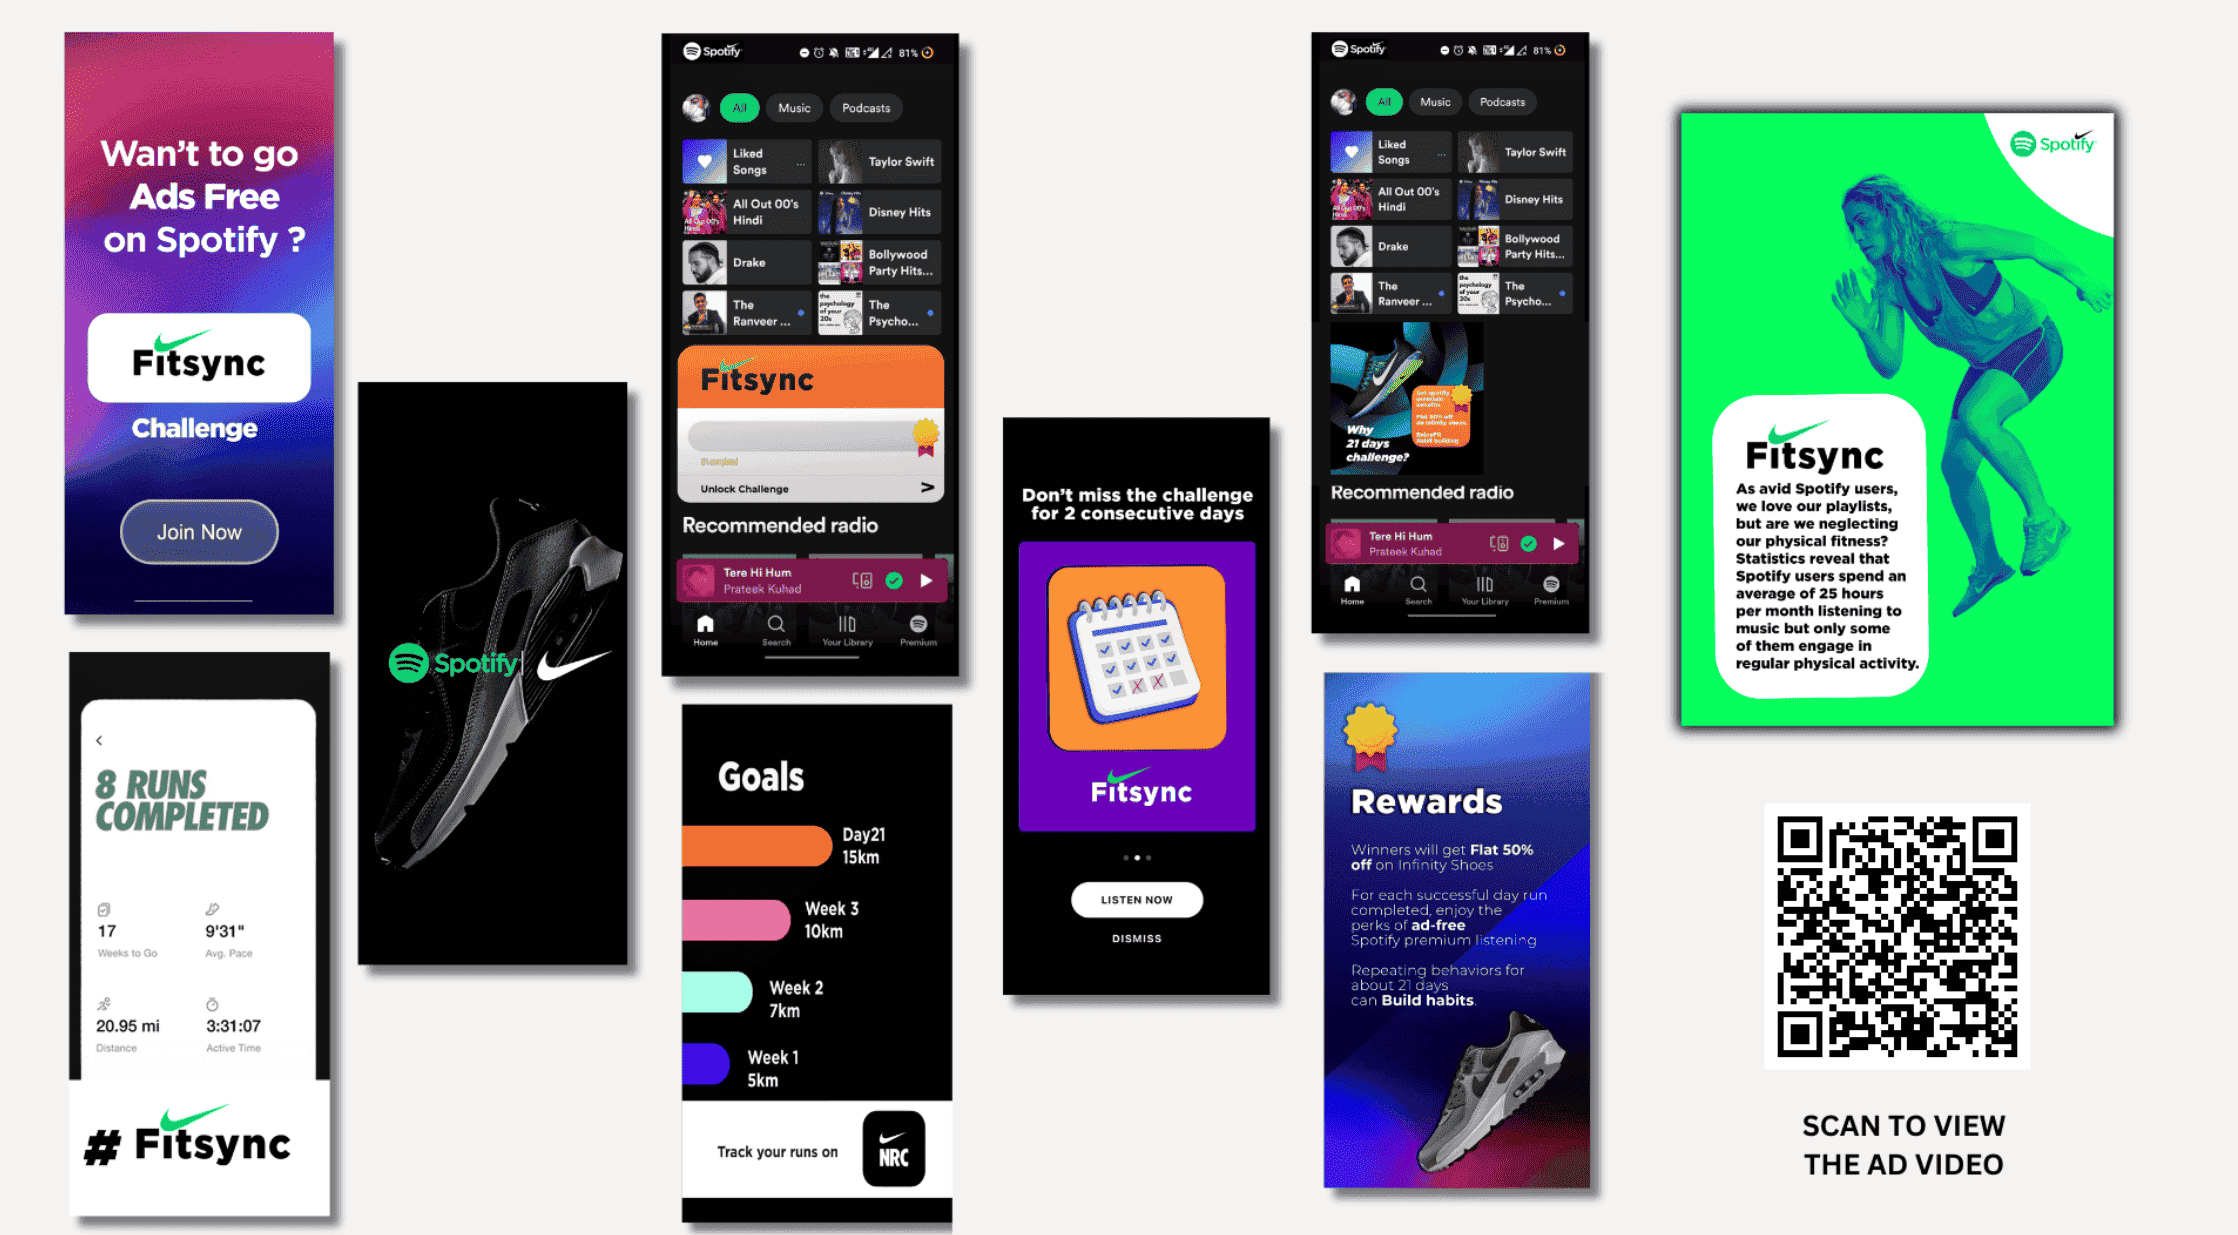 Wan't to go
Ads Free
on Spotify ?
Fitsync
Challenge
Join Now
8 RUNS
COMPLETED
17
Weeks to Go
9'31"
Avg. Pace
20.95 mi
Distance
3:31:07
Active Time
# Fitsync
Spotify
Spotify
81%
All
Music
Podcasts
Liked
Songs
...
Taylor Swift
All Out 00's
Hindi
Disney Hits
Drake
Bollywood
Party Hits...
The
Ranveer ...
the
psychology
of your
20s
The
Psycho...
Fitsync
Unlock Challenge
>
Recommended radio
Tere Hi Hum
Prateek Kuhad
Home
Search
Your Library
Premium
Goals
Day21
15km
Week 3
10km
Week 2
7km
Week 1
5km
Track your runs on
NRC
Don't miss the challenge
for 2 consecutive days
Fitsync
LISTEN NOW
DISMISS
Spotify
81%
All
Music
Podcasts
Liked
Songs
...
Taylor Swift
All Out 00's
Hindi
Disney Hits
Drake
Bollywood
Party Hits...
The
Ranveer ...
the
psychology
of your
20s
The
Psycho...
Why
21 days
challenge?
Recommended radio
Tere Hi Hum
Prateek Kuhad
Home
Search
Your Library
Premium
Rewards
Winners will get Flat 50%
off on Infinity Shoes
For each successful day run
completed, enjoy the
perks of ad-free
Spotify premium listening
Repeating behaviors for
about 21 days
can Build habits.
Spotify
Fitsync
As avid Spotify users,
we love our playlists,
but are we neglecting
our physical fitness?
Statistics reveal that
Spotify users spend an
average of 25 hours
per month listening to
music but only some
of them engage in
regular physical activity.
SCAN TO VIEW
THE AD VIDEO